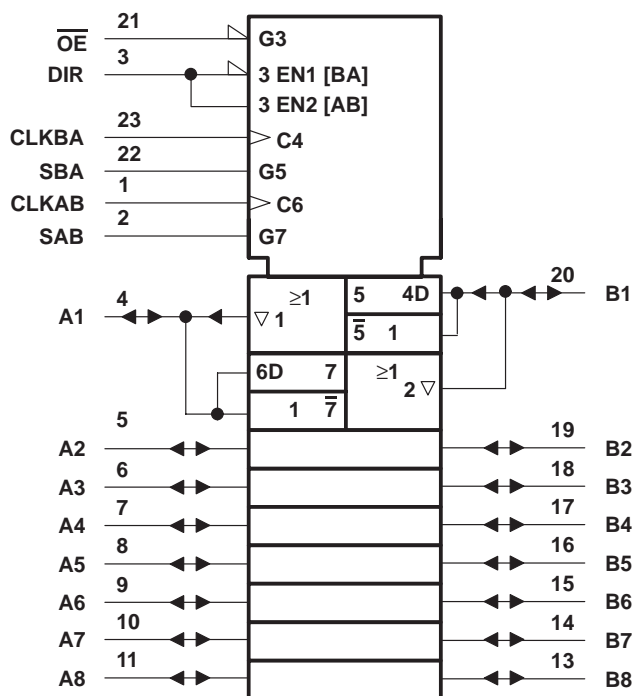 OE 21 G3
DIR 3 3 EN1 [BA]
3 EN2 [AB]
CLKBA 23 C4
SBA 22 G5
CLKAB 1 C6
SAB 2 G7
A1 4 ≥1 ▽ 1 5 4D 20 B1
5 1
6D 7 ≥1 2 ▽
1 7
A2 5 19 B2
A3 6 18 B3
A4 7 17 B4
A5 8 16 B5
A6 9 15 B6
A7 10 14 B7
A8 11 13 B8